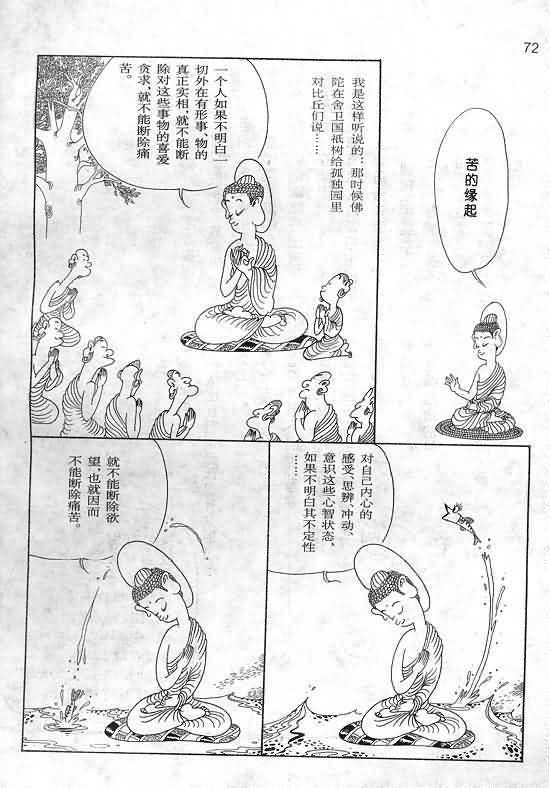 72
苦的缘起
我是这样听说的：那时候佛
陀在舍卫国祇树给孤独园里
对比丘们说……
一个人如果不明白一
切外在有形事、物的
真正实相，就不能断
除对这些事物的喜爱
贪求，就不能断除痛
苦。
对自己内心的
感受、思辨、冲动、
意识这些心智状态，
如果不明白其不定性
……
就不能断除欲
望，也就因而
不能断除痛苦。